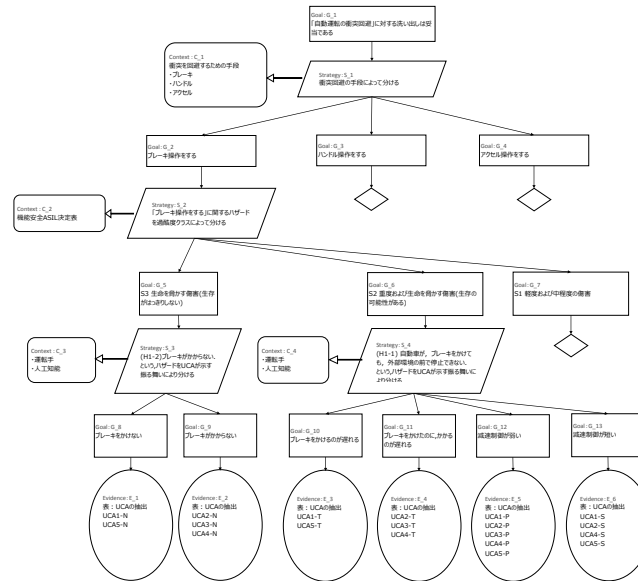 Goal : G_1
「自動運転の衝突回避」に対する洗い出しは妥
当である
Context : C_1
衝突を回避するための手段
・ブレーキ
・ハンドル
・アクセル
Strategy : S_1
衝突回避の手段によって分ける
Goal : G_2
ブレーキ操作をする
Goal : G_3
ハンドル操作をする
Goal : G_4
アクセル操作をする
Context : C_2
機能安全ASIL決定表
Strategy : S_2
「ブレーキ操作をする」に関するハザード
を過酷度クラスによって分ける
Goal : G_5
S3 生命を脅かす傷害(生存
がはっきりしない)
Goal : G_6
S2 重度および生命を脅かす傷害(生存の
可能性がある)
Goal : G_7
S1 軽度および中程度の傷害
Context : C_3
・運転手
・人工知能
Strategy : S_3
(H1-2)ブレーキがかからない、
という、ハザードをUCAが示す
振る舞いにより分ける
Context : C_4
・運転手
・人工知能
Strategy : S_4
(H1-1) 自動車が、ブレーキをかけて
も、外部環境の前で停止できない、
という、ハザードをUCAが示す振る舞い
により分ける
Goal : G_8
ブレーキをかけない
Goal : G_9
ブレーキがかからない
Goal : G_10
ブレーキをかけるのが遅れる
Goal : G_11
ブレーキをかけたのに、かかる
のが遅れる
Goal : G_12
減速制御が弱い
Goal : G_13
減速制御が短い
Evidence : E_1
表：UCAの抽出
UCA1-N
UCA5-N
Evidence : E_2
表：UCAの抽出
UCA2-N
UCA3-N
UCA4-N
Evidence : E_3
表：UCAの抽出
UCA1-T
UCA5-T
Evidence : E_4
表：UCAの抽出
UCA2-T
UCA3-T
UCA4-T
Evidence : E_5
表：UCAの抽出
UCA1-P
UCA2-P
UCA3-P
UCA4-P
UCA5-P
Evidence : E_6
表：UCAの抽出
UCA1-S
UCA2-S
UCA4-S
UCA5-S